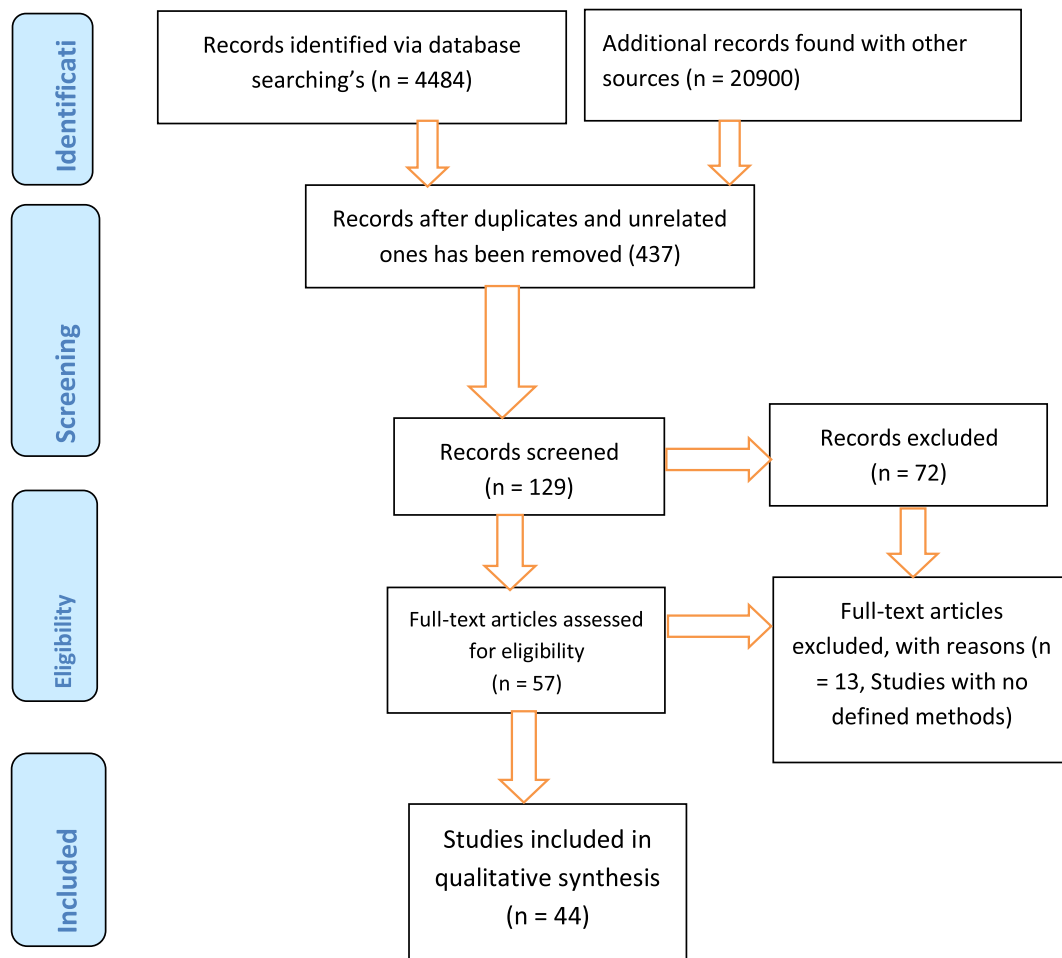 Identificati
Records identified via database
searching’s (n = 4484)
Additional records found with other
sources (n = 20900)
Screening
Records after duplicates and unrelated
ones has been removed (437)
Records screened
(n = 129)
Records excluded
(n = 72)
Eligibility
Full-text articles assessed
for eligibility
(n = 57)
Full-text articles
excluded, with reasons (n
= 13, Studies with no
defined methods)
Included
Studies included in
qualitative synthesis
(n = 44)